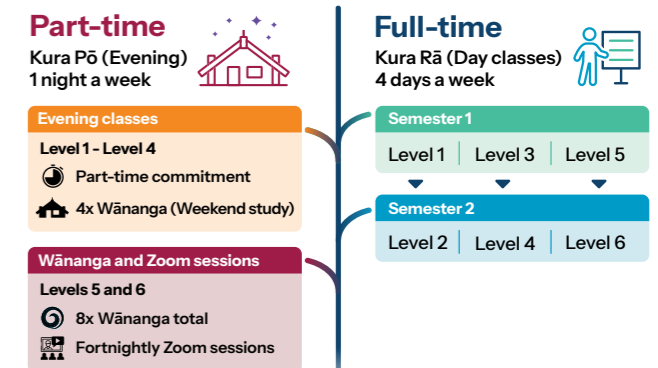 Part-time
Kura Pō (Evening)
1 night a week
Evening classes
Level 1 - Level 4
Part-time commitment
4x Wānanga (Weekend study)
Wānanga and Zoom sessions
Levels 5 and 6
8x Wānanga total
Fortnightly Zoom sessions
Full-time
Kura Rā (Day classes)
4 days a week
Semester 1
Level 1 Level 3 Level 5
Semester 2
Level 2 Level 4 Level 6